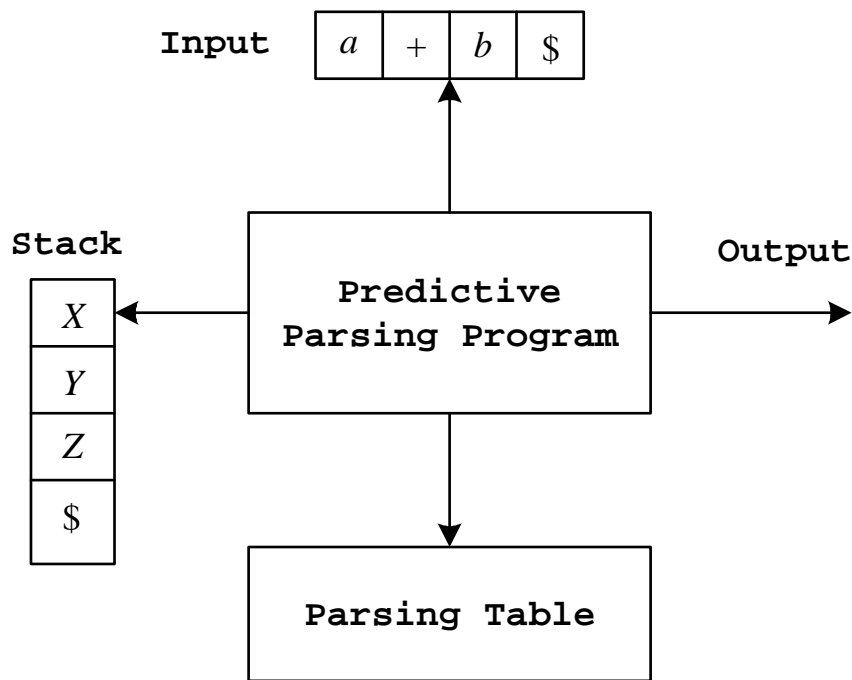 Input a + b $
Stack
Output
Predictive
Parsing Program
X
Y
Z
$
Parsing Table